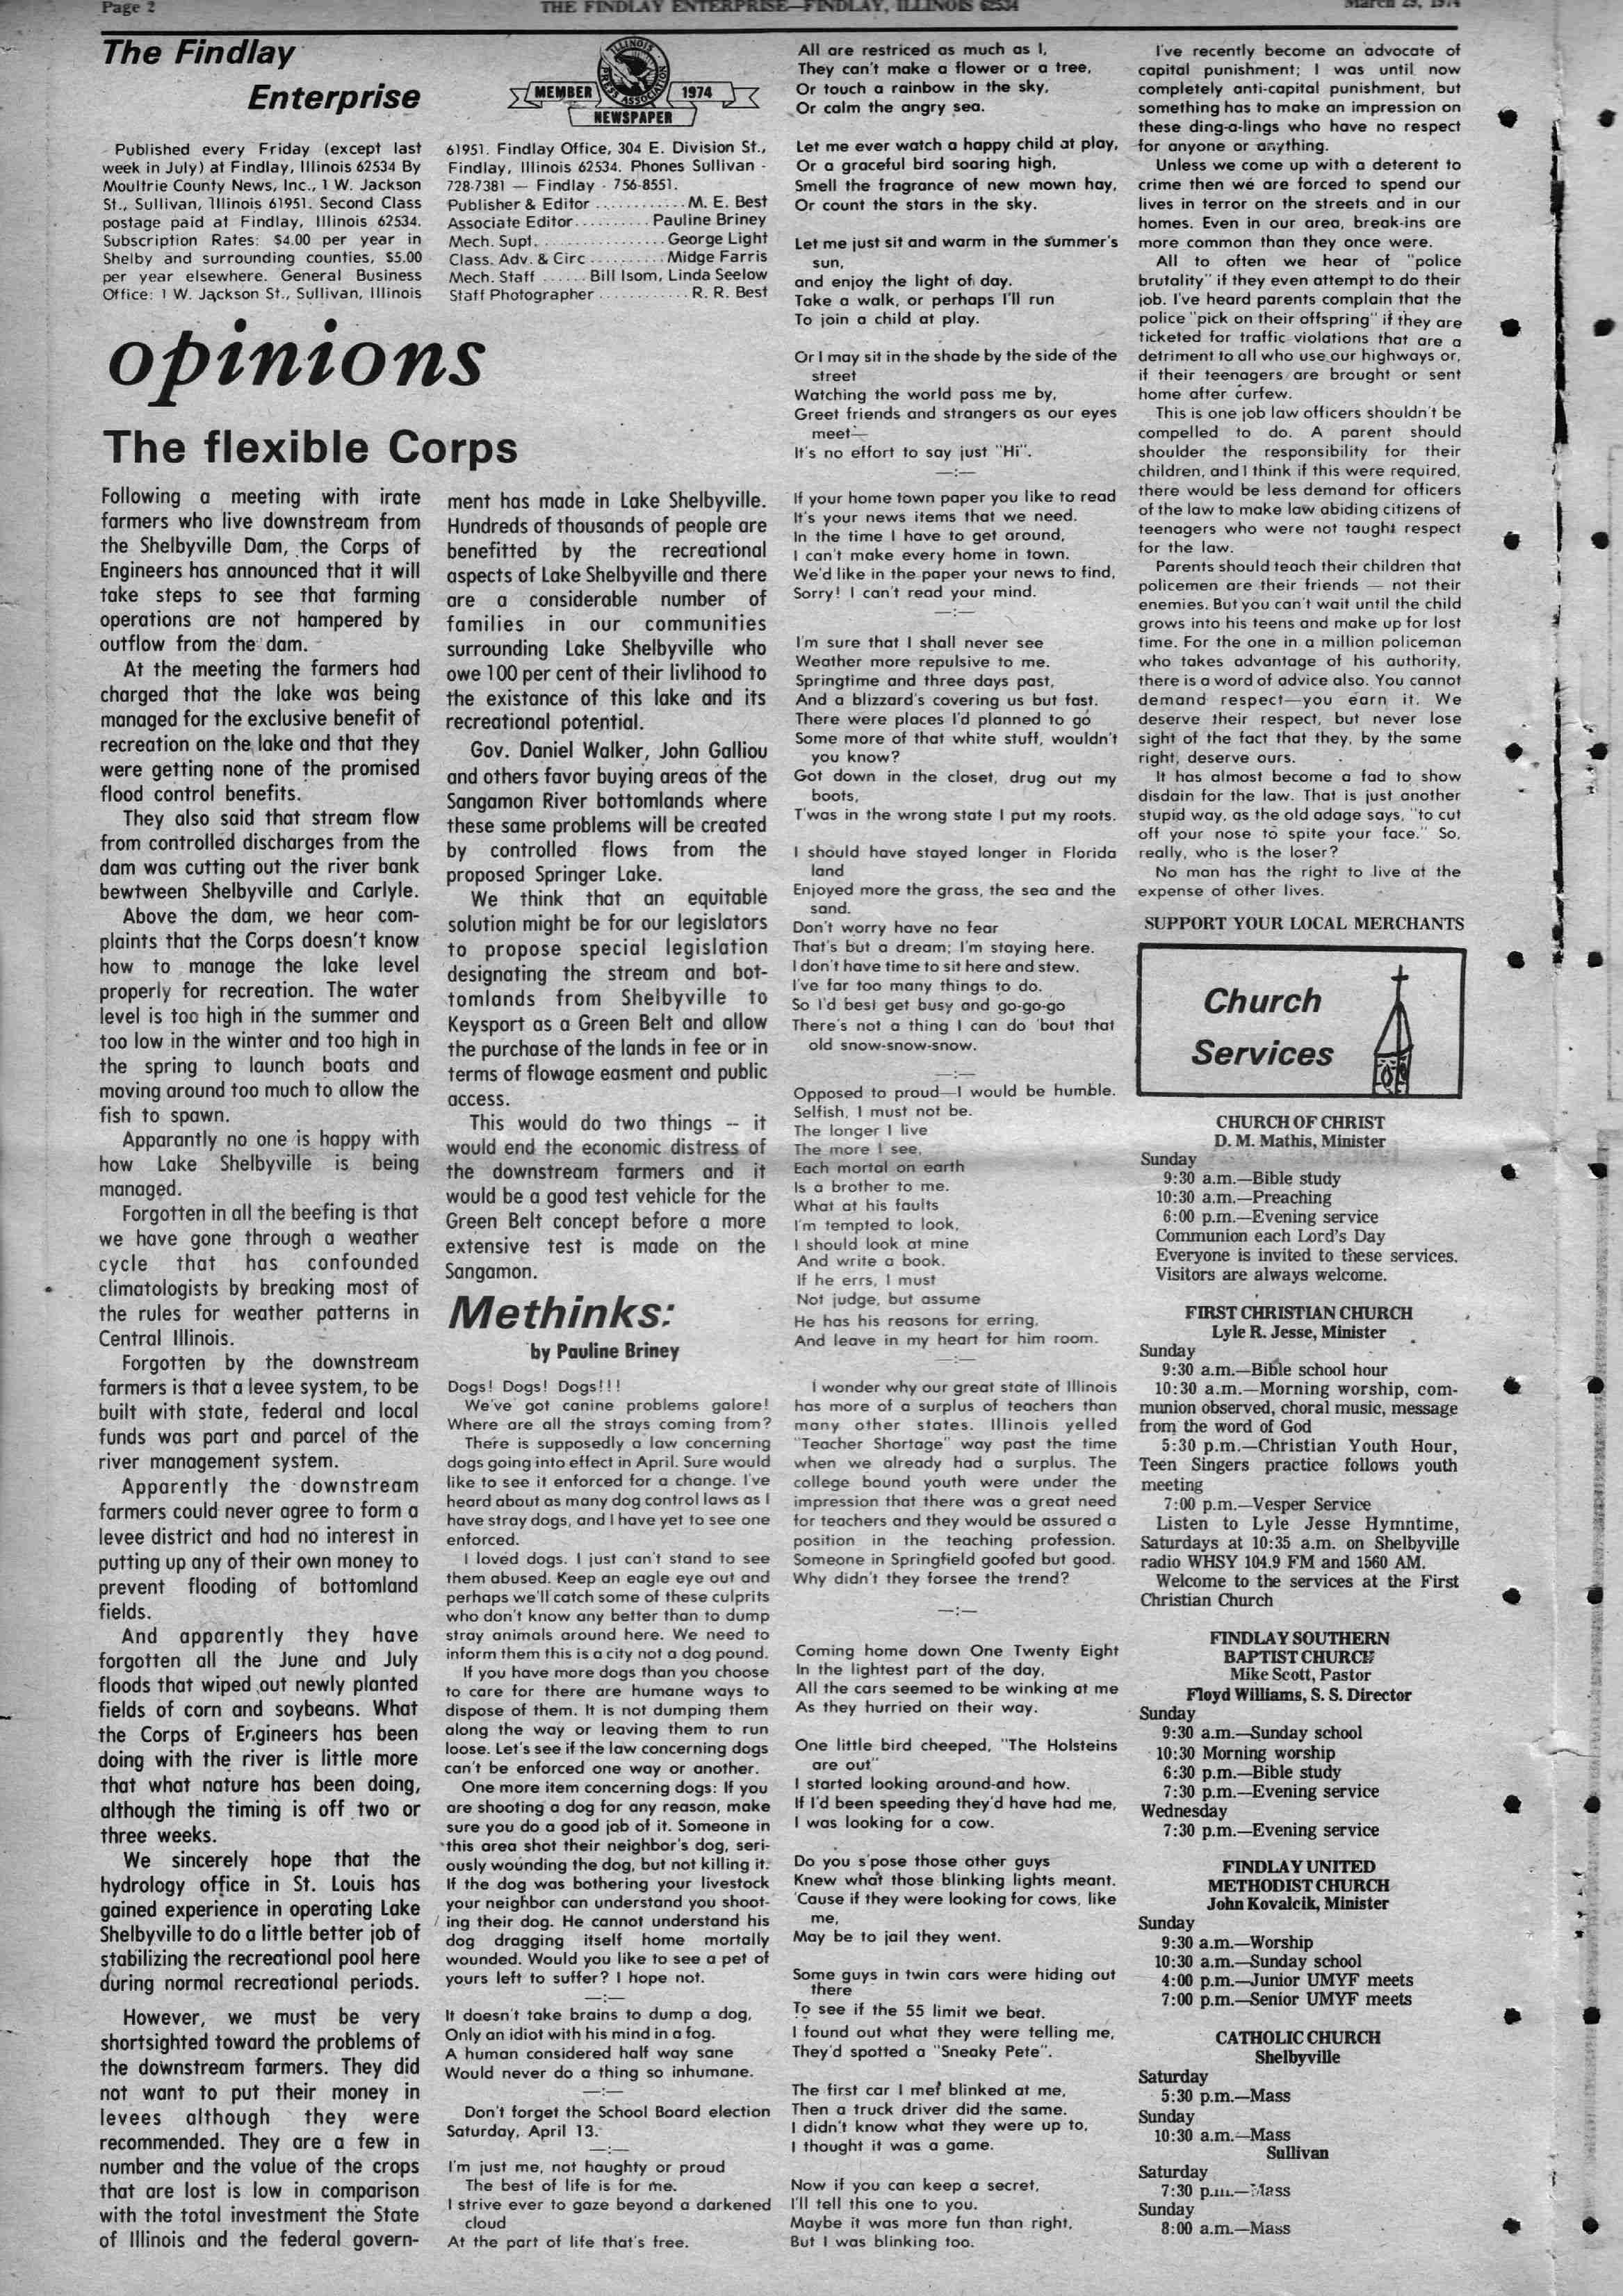 Page 2
THE FINDLAY ENTERPRISE—FINDLAY, ILLINOIS 62534
March 29, 1974
The Findlay
Enterprise
ILLINOIS
PRESS ASSOCIATION
MEMBER
1974
NEWSPAPER
Published every Friday (except last
week in July) at Findlay, Illinois 62534 By
Moultrie County News, Inc., 1 W. Jackson
St., Sullivan, Illinois 61951. Second Class
postage paid at Findlay, Illinois 62534.
Subscription Rates: $4.00 per year in
Shelby and surrounding counties, $5.00
per year elsewhere. General Business
Office: 1 W. Jackson St., Sullivan, Illinois
61951. Findlay Office, 304 E. Division St.,
Findlay, Illinois 62534. Phones Sullivan -
728-7381 — Findlay - 756-8551.
Publisher & Editor ............ M. E. Best
Associate Editor.......... Pauline Briney
Mech. Supt. ................. George Light
Class. Adv. & Circ .......... Midge Farris
Mech. Staff ...... Bill Isom, Linda Seelow
Staff Photographer ............ R. R. Best
opinions
The flexible Corps
Following a meeting with irate
farmers who live downstream from
the Shelbyville Dam, the Corps of
Engineers has announced that it will
take steps to see that farming
operations are not hampered by
outflow from the dam.
At the meeting the farmers had
charged that the lake was being
managed for the exclusive benefit of
recreation on the lake and that they
were getting none of the promised
flood control benefits.
They also said that stream flow
from controlled discharges from the
dam was cutting out the river bank
bewtween Shelbyville and Carlyle.
Above the dam, we hear com-
plaints that the Corps doesn't know
how to manage the lake level
properly for recreation. The water
level is too high in the summer and
too low in the winter and too high in
the spring to launch boats and
moving around too much to allow the
fish to spawn.
Apparantly no one is happy with
how Lake Shelbyville is being
managed.
Forgotten in all the beefing is that
we have gone through a weather
cycle that has confounded
climatologists by breaking most of
the rules for weather patterns in
Central Illinois.
Forgotten by the downstream
farmers is that a levee system, to be
built with state, federal and local
funds was part and parcel of the
river management system.
Apparently the downstream
farmers could never agree to form a
levee district and had no interest in
putting up any of their own money to
prevent flooding of bottomland
fields.
And apparently they have
forgotten all the June and July
floods that wiped out newly planted
fields of corn and soybeans. What
the Corps of Engineers has been
doing with the river is little more
that what nature has been doing,
although the timing is off two or
three weeks.
We sincerely hope that the
hydrology office in St. Louis has
gained experience in operating Lake
Shelbyville to do a little better job of
stabilizing the recreational pool here
during normal recreational periods.
However, we must be very
shortsighted toward the problems of
the downstream farmers. They did
not want to put their money in
levees although they were
recommended. They are a few in
number and the value of the crops
that are lost is low in comparison
with the total investment the State
of Illinois and the federal govern-
ment has made in Lake Shelbyville.
Hundreds of thousands of people are
benefitted by the recreational
aspects of Lake Shelbyville and there
are a considerable number of
families in our communities
surrounding Lake Shelbyville who
owe 100 per cent of their livlihood to
the existance of this lake and its
recreational potential.
Gov. Daniel Walker, John Galliou
and others favor buying areas of the
Sangamon River bottomlands where
these same problems will be created
by controlled flows from the
proposed Springer Lake.
We think that an equitable
solution might be for our legislators
to propose special legislation
designating the stream and bot-
tomlands from Shelbyville to
Keysport as a Green Belt and allow
the purchase of the lands in fee or in
terms of flowage easment and public
access.
This would do two things -- it
would end the economic distress of
the downstream farmers and it
would be a good test vehicle for the
Green Belt concept before a more
extensive test is made on the
Sangamon.
Methinks:
by Pauline Briney
Dogs! Dogs! Dogs!!!
We've got canine problems galore!
Where are all the strays coming from?
There is supposedly a law concerning
dogs going into effect in April. Sure would
like to see it enforced for a change. I've
heard about as many dog control laws as I
have stray dogs, and I have yet to see one
enforced.
I loved dogs. I just can't stand to see
them abused. Keep an eagle eye out and
perhaps we'll catch some of these culprits
who don't know any better than to dump
stray animals around here. We need to
inform them this is a city not a dog pound.
If you have more dogs than you choose
to care for there are humane ways to
dispose of them. It is not dumping them
along the way or leaving them to run
loose. Let's see if the law concerning dogs
can't be enforced one way or another.
One more item concerning dogs: If you
are shooting a dog for any reason, make
sure you do a good job of it. Someone in
this area shot their neighbor's dog, seri-
ously wounding the dog, but not killing it.
If the dog was bothering your livestock
your neighbor can understand you shoot-
ing their dog. He cannot understand his
dog dragging itself home mortally
wounded. Would you like to see a pet of
yours left to suffer? I hope not.
—:—
It doesn't take brains to dump a dog,
Only an idiot with his mind in a fog.
A human considered half way sane
Would never do a thing so inhumane.
—:—
Don't forget the School Board election
Saturday, April 13.
—:—
I'm just me, not haughty or proud
The best of life is for me.
I strive ever to gaze beyond a darkened
cloud
At the part of life that's free.
All are restriced as much as I,
They can't make a flower or a tree,
Or touch a rainbow in the sky,
Or calm the angry sea.
Let me ever watch a happy child at play,
Or a graceful bird soaring high,
Smell the fragrance of new mown hay,
Or count the stars in the sky.
Let me just sit and warm in the summer's
sun,
and enjoy the light of day.
Take a walk, or perhaps I'll run
To join a child at play.
Or I may sit in the shade by the side of the
street
Watching the world pass me by,
Greet friends and strangers as our eyes
meet—
It's no effort to say just "Hi".
—:—
If your home town paper you like to read
It's your news items that we need.
In the time I have to get around,
I can't make every home in town.
We'd like in the paper your news to find,
Sorry! I can't read your mind.
—:—
I'm sure that I shall never see
Weather more repulsive to me.
Springtime and three days past,
And a blizzard's covering us but fast.
There were places I'd planned to go
Some more of that white stuff, wouldn't
you know?
Got down in the closet, drug out my
boots,
T'was in the wrong state I put my roots.
I should have stayed longer in Florida
land
Enjoyed more the grass, the sea and the
sand.
Don't worry have no fear
That's but a dream; I'm staying here.
I don't have time to sit here and stew.
I've far too many things to do.
So I'd best get busy and go-go-go
There's not a thing I can do 'bout that
old snow-snow-snow.
—:—
Opposed to proud—I would be humble.
Selfish, I must not be.
The longer I live
The more I see,
Each mortal on earth
Is a brother to me.
What at his faults
I'm tempted to look,
I should look at mine
And write a book.
If he errs, I must
Not judge, but assume
He has his reasons for erring,
And leave in my heart for him room.
—:—
I wonder why our great state of Illinois
has more of a surplus of teachers than
many other states. Illinois yelled
"Teacher Shortage" way past the time
when we already had a surplus. The
college bound youth were under the
impression that there was a great need
for teachers and they would be assured a
position in the teaching profession.
Someone in Springfield goofed but good.
Why didn't they forsee the trend?
—:—
Coming home down One Twenty Eight
In the lightest part of the day,
All the cars seemed to be winking at me
As they hurried on their way.
One little bird cheeped, "The Holsteins
are out"
I started looking around-and how.
If I'd been speeding they'd have had me,
I was looking for a cow.
Do you s'pose those other guys
Knew what those blinking lights meant.
'Cause if they were looking for cows, like
me,
May be to jail they went.
Some guys in twin cars were hiding out
there
To see if the 55 limit we beat.
I found out what they were telling me,
They'd spotted a "Sneaky Pete".
The first car I met blinked at me,
Then a truck driver did the same.
I didn't know what they were up to,
I thought it was a game.
Now if you can keep a secret,
I'll tell this one to you.
Maybe it was more fun than right,
But I was blinking too.
I've recently become an advocate of
capital punishment; I was until now
completely anti-capital punishment, but
something has to make an impression on
these ding-a-lings who have no respect
for anyone or anything.
Unless we come up with a deterent to
crime then we are forced to spend our
lives in terror on the streets and in our
homes. Even in our area, break-ins are
more common than they once were.
All to often we hear of "police
brutality" if they even attempt to do their
job. I've heard parents complain that the
police "pick on their offspring" if they are
ticketed for traffic violations that are a
detriment to all who use our highways or,
if their teenagers are brought or sent
home after curfew.
This is one job law officers shouldn't be
compelled to do. A parent should
shoulder the responsibility for their
children, and I think if this were required,
there would be less demand for officers
of the law to make law abiding citizens of
teenagers who were not taught respect
for the law.
Parents should teach their children that
policemen are their friends — not their
enemies. But you can't wait until the child
grows into his teens and make up for lost
time. For the one in a million policeman
who takes advantage of his authority,
there is a word of advice also. You cannot
demand respect—you earn it. We
deserve their respect, but never lose
sight of the fact that they, by the same
right, deserve ours.
It has almost become a fad to show
disdain for the law. That is just another
stupid way, as the old adage says, "to cut
off your nose to spite your face." So,
really, who is the loser?
No man has the right to live at the
expense of other lives.
SUPPORT YOUR LOCAL MERCHANTS
Church
Services
CHURCH OF CHRIST
D. M. Mathis, Minister
Sunday
9:30 a.m.—Bible study
10:30 a.m.—Preaching
6:00 p.m.—Evening service
Communion each Lord's Day
Everyone is invited to these services.
Visitors are always welcome.
FIRST CHRISTIAN CHURCH
Lyle R. Jesse, Minister
Sunday
9:30 a.m.—Bible school hour
10:30 a.m.—Morning worship, com-
munion observed, choral music, message
from the word of God
5:30 p.m.—Christian Youth Hour,
Teen Singers practice follows youth
meeting
7:00 p.m.—Vesper Service
Listen to Lyle Jesse Hymntime,
Saturdays at 10:35 a.m. on Shelbyville
radio WHSY 104.9 FM and 1560 AM.
Welcome to the services at the First
Christian Church
FINDLAY SOUTHERN
BAPTIST CHURCH
Mike Scott, Pastor
Floyd Williams, S. S. Director
Sunday
9:30 a.m.—Sunday school
10:30 Morning worship
6:30 p.m.—Bible study
7:30 p.m.—Evening service
Wednesday
7:30 p.m.—Evening service
FINDLAY UNITED
METHODIST CHURCH
John Kovalcik, Minister
Sunday
9:30 a.m.—Worship
10:30 a.m.—Sunday school
4:00 p.m.—Junior UMYF meets
7:00 p.m.—Senior UMYF meets
CATHOLIC CHURCH
Shelbyville
Saturday
5:30 p.m.—Mass
Sunday
10:30 a.m.—Mass
Sullivan
Saturday
7:30 p.m.—Mass
Sunday
8:00 a.m.—Mass